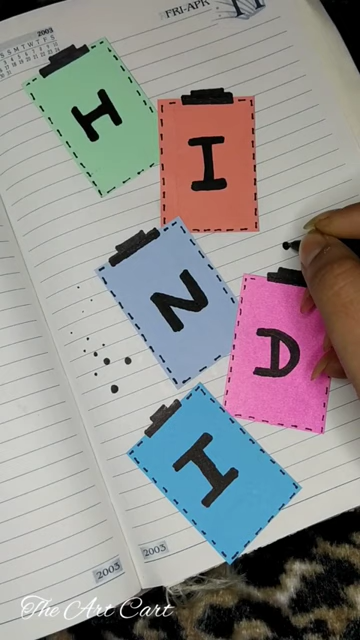 2003
S S M T W T F S
FRI-APR
H
I
N
D
I
2003
2003
The Art Cart